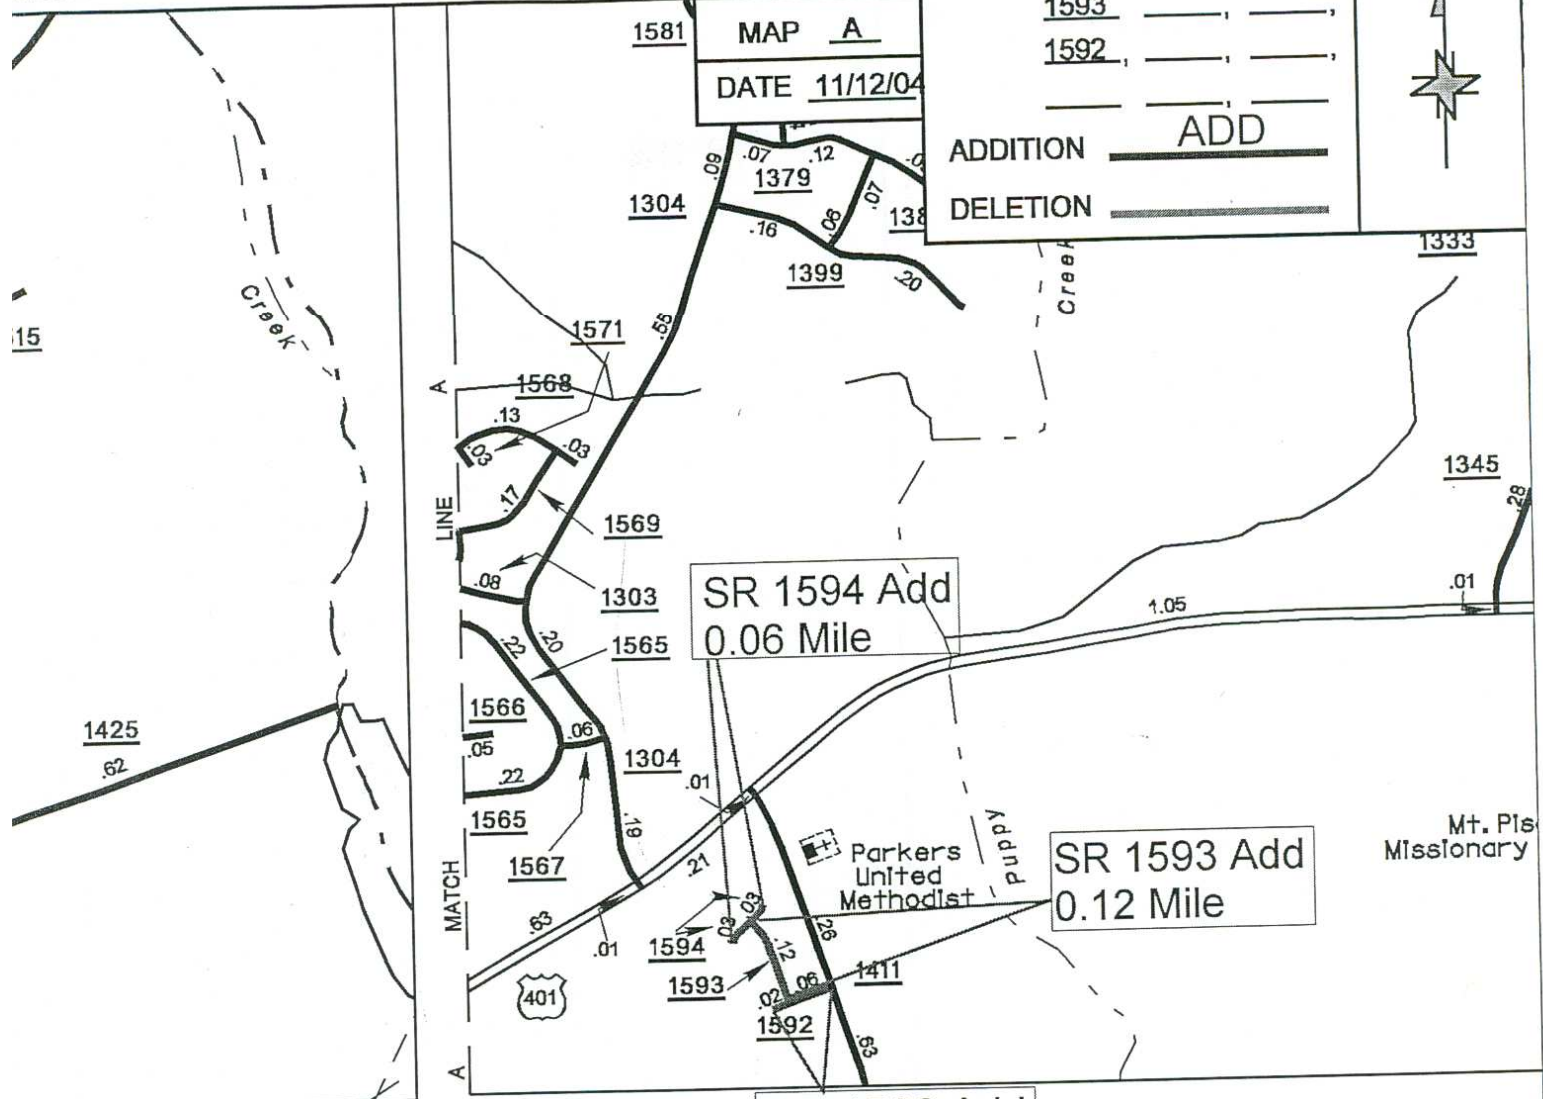 1581
MAP A
DATE 11/12/04
1593 , ,
1592 , , ,
ADDITION ADD
DELETION
.09
.07
.12
1379
.07
1304
.16
.06
1399
.20
1333
Creek
Creek
.55
1571
1568
A
.13
.03
.03
1345
.28
.17
LINE
1569
.08
1303
SR 1594 Add
0.06 Mile
.01
1.05
.22
.20
1565
1566
.05
.06
1304
.22
1565
1567
.19
.01
1425
.62
.21
MATCH
.63
.01
401
Parkers
United
Methodist
Puppy
SR 1593 Add
0.12 Mile
Mt. Pis
Missionary
.03
.03
1594
.12
.26
1593
.02
.06
1411
1592
.63
A